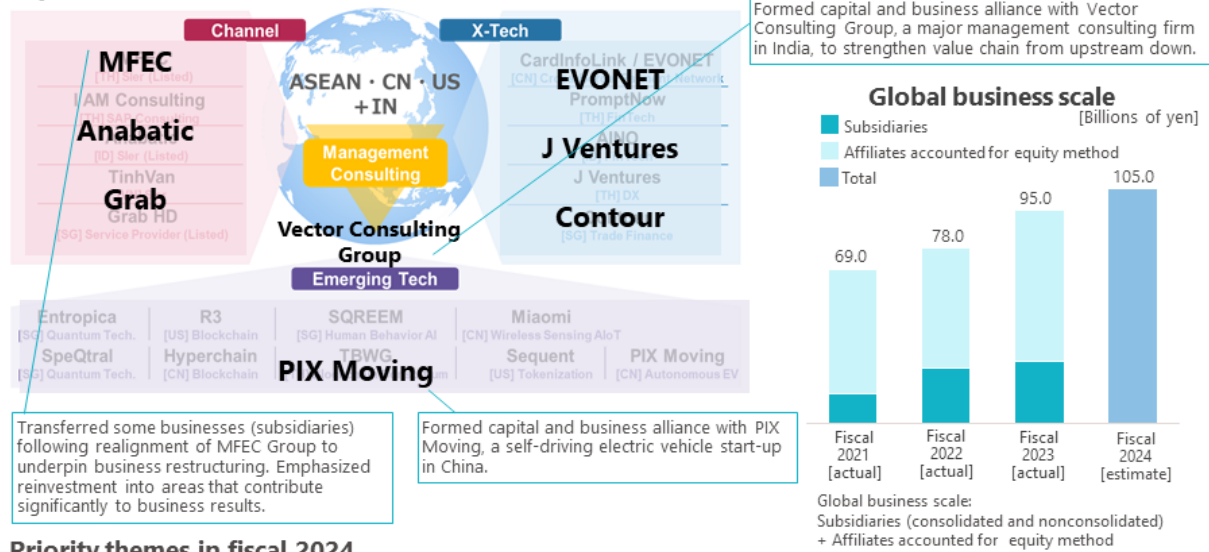 Channel
X-Tech
Formed capital and business alliance with Vector
Consulting Group, a major management consulting firm
in India, to strengthen value chain from upstream down.
MFEC
[TH] SIer (Listed)
I AM Consulting
[TH] SAP Consulting
Anabatic
[ID] SIer (Listed)
TinhVan
Grab
Grab HD
[SG] Service Provider (Listed)
ASEAN · CN · US
+IN
Management
Consulting
Vector Consulting
Group
CardInfoLink / EVONET
EVONET
PromptNow
[TH] FinTech
AINO
J Ventures
J Ventures
[TH] DX
Contour
[SG] Trade Finance
Emerging Tech
Entropica
[SG] Quantum Tech.
R3
[US] Blockchain
SQREEM
[SG] Human Behavior AI
Miaomi
[CN] Wireless Sensing AIoT
SpeQtral
[SG] Quantum Tech.
Hyperchain
[CN] Blockchain
TBWG
PIX Moving
Sequent
[US] Tokenization
PIX Moving
[CN] Autonomous EV
Transferred some businesses (subsidiaries)
following realignment of MFEC Group to
underpin business restructuring. Emphasized
reinvestment into areas that contribute
significantly to business results.
Formed capital and business alliance with PIX
Moving, a self-driving electric vehicle start-up
in China.
Global business scale
[Billions of yen]
Subsidiaries
Affiliates accounted for equity method
Total
69.0
78.0
95.0
105.0
Fiscal
2021
[actual]
Fiscal
2022
[actual]
Fiscal
2023
[actual]
Fiscal
2024
[estimate]
Global business scale:
Subsidiaries (consolidated and nonconsolidated)
+ Affiliates accounted for equity method
Priority themes in fiscal 2024